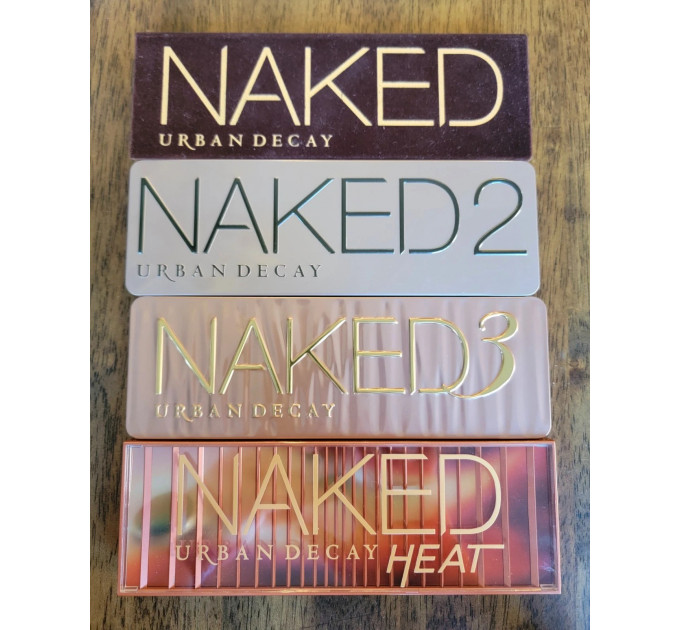 NAKED
URBAN DECAY
NAKED2
URBAN DECAY
NAKED3
URBAN DECAY
NAKED
URBAN DECAY HEAT